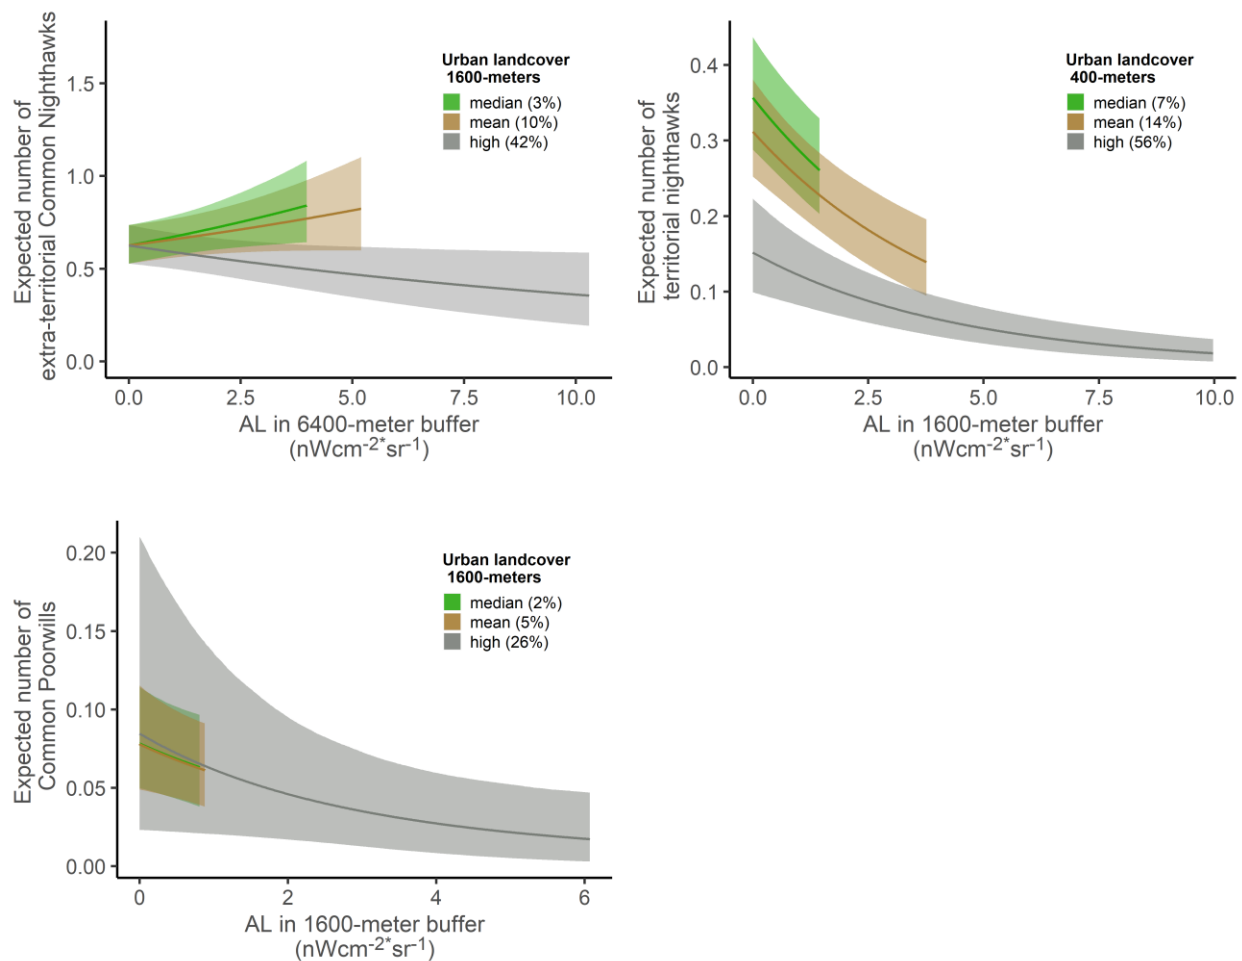 Expected number of
extra-territorial Common Nighthawks
1.5
1.0
0.5
0.0
Urban landcover
1600-meters
median (3%)
mean (10%)
high (42%)
0.0 2.5 5.0 7.5 10.0
AL in 6400-meter buffer
(nWcm-2*sr-1)
Expected number of
territorial nighthawks
0.4
0.3
0.2
0.1
0.0
Urban landcover
400-meters
median (7%)
mean (14%)
high (56%)
0.0 2.5 5.0 7.5 10.0
AL in 1600-meter buffer
(nWcm-2*sr-1)
Expected number of
Common Poorwills
0.20
0.15
0.10
0.05
0.00
Urban landcover
1600-meters
median (2%)
mean (5%)
high (26%)
0 2 4 6
AL in 1600-meter buffer
(nWcm-2*sr-1)